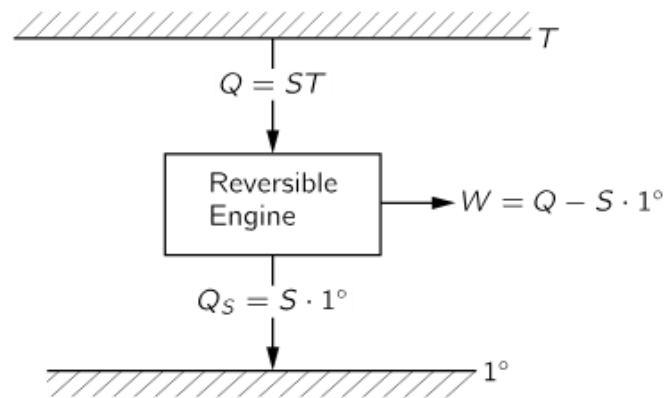 T
Q = ST
Reversible
Engine
W = Q − S · 1°
Q_S = S · 1°
1°